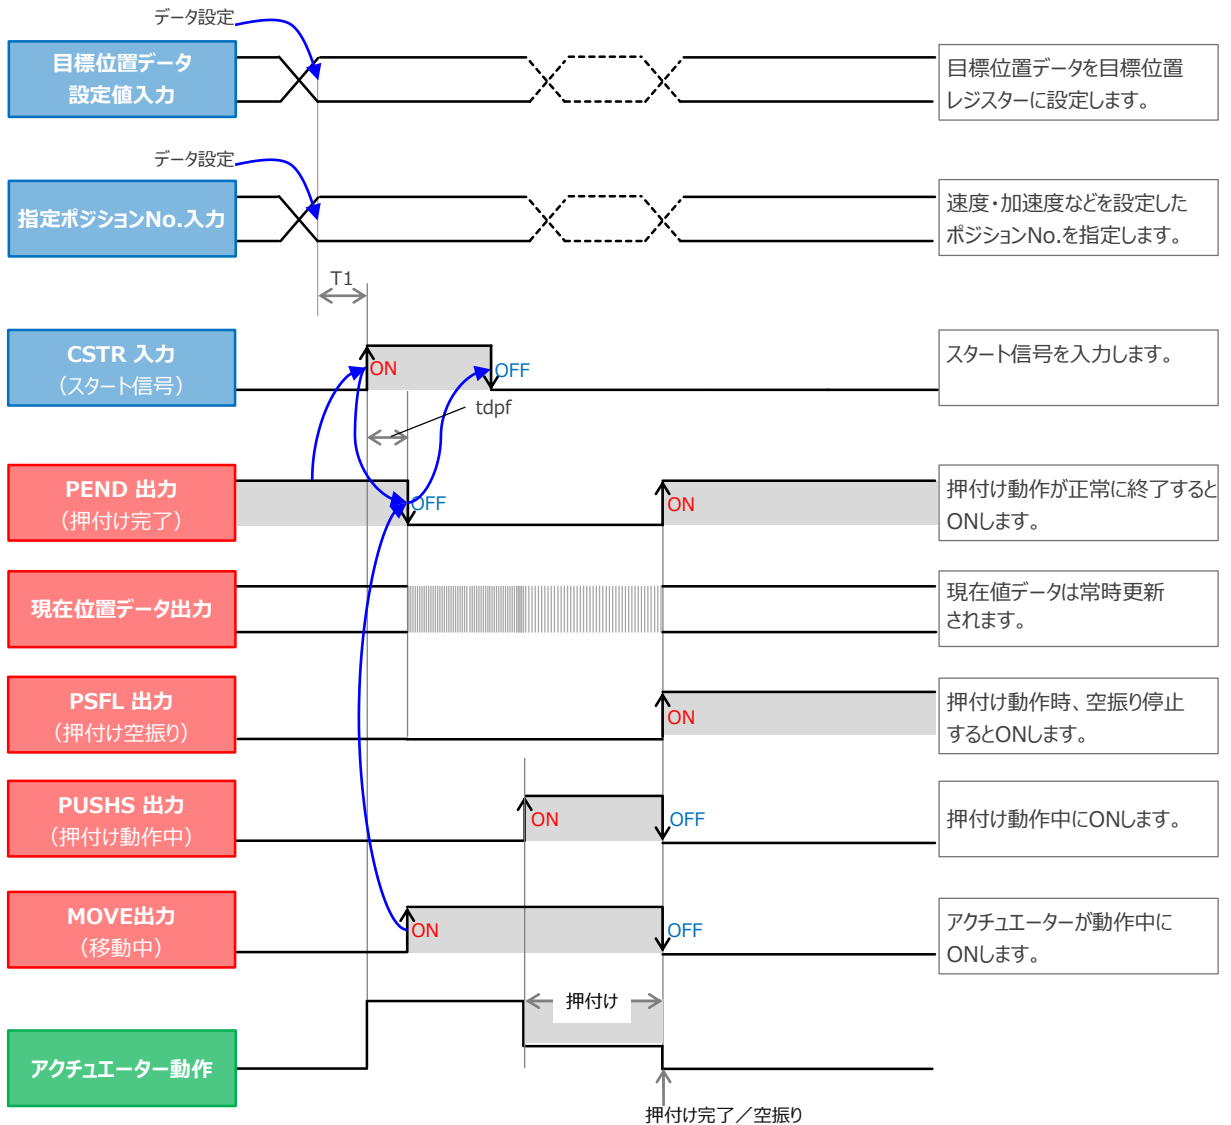 データ設定
目標位置データ
設定値入力
目標位置データを目標位置
レジスターに設定します。
データ設定
指定ポジションNo.入力
速度・加速度などを設定した
ポジションNo.を指定します。
T1
CSTR 入力
（スタート信号）
ON
OFF
スタート信号を入力します。
tdpf
PEND 出力
（押付け完了）
OFF
ON
押付け動作が正常に終了すると
ONします。
現在位置データ出力
現在値データは常時更新
されます。
PSFL 出力
（押付け空振り）
ON
押付け動作時、空振り停止
するとONします。
PUSHS 出力
（押付け動作中）
ON
OFF
押付け動作中にONします。
MOVE出力
（移動中）
ON
OFF
アクチュエーターが動作中に
ONします。
押付け
アクチュエーター動作
押付け完了／空振り